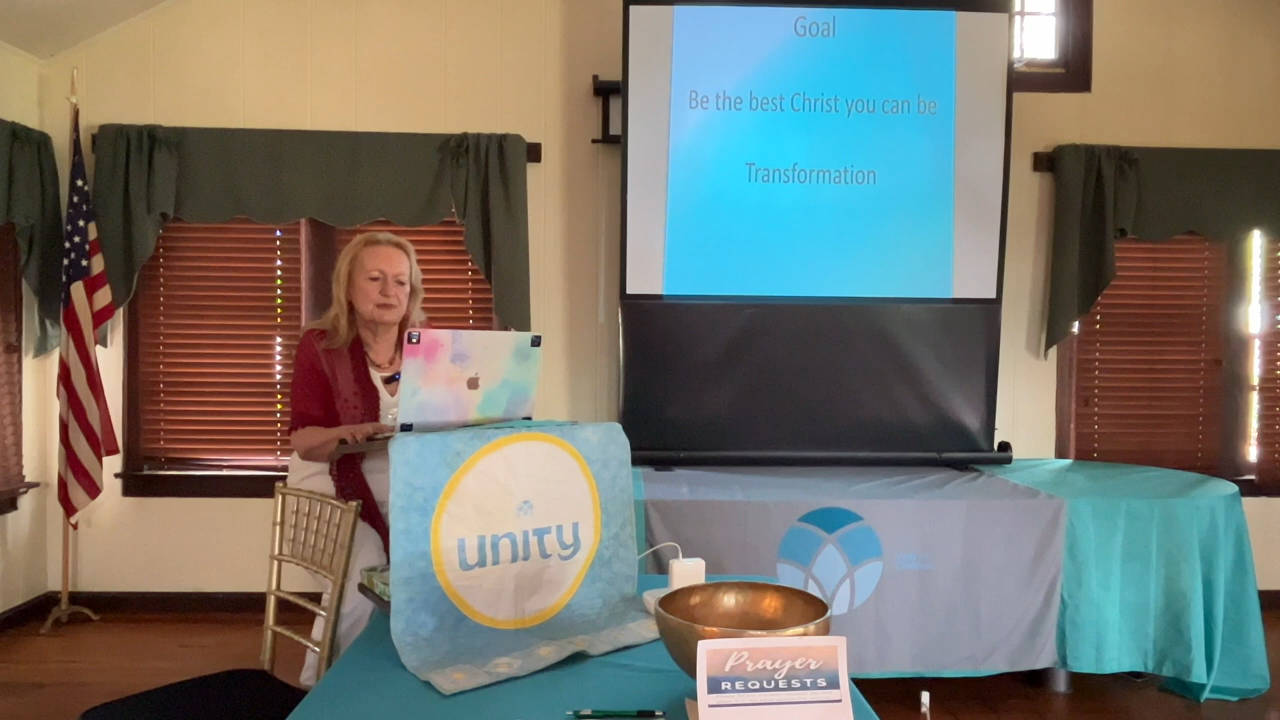 Goal
Be the best Christ you can be
Transformation
unity
Prayer
REQUESTS